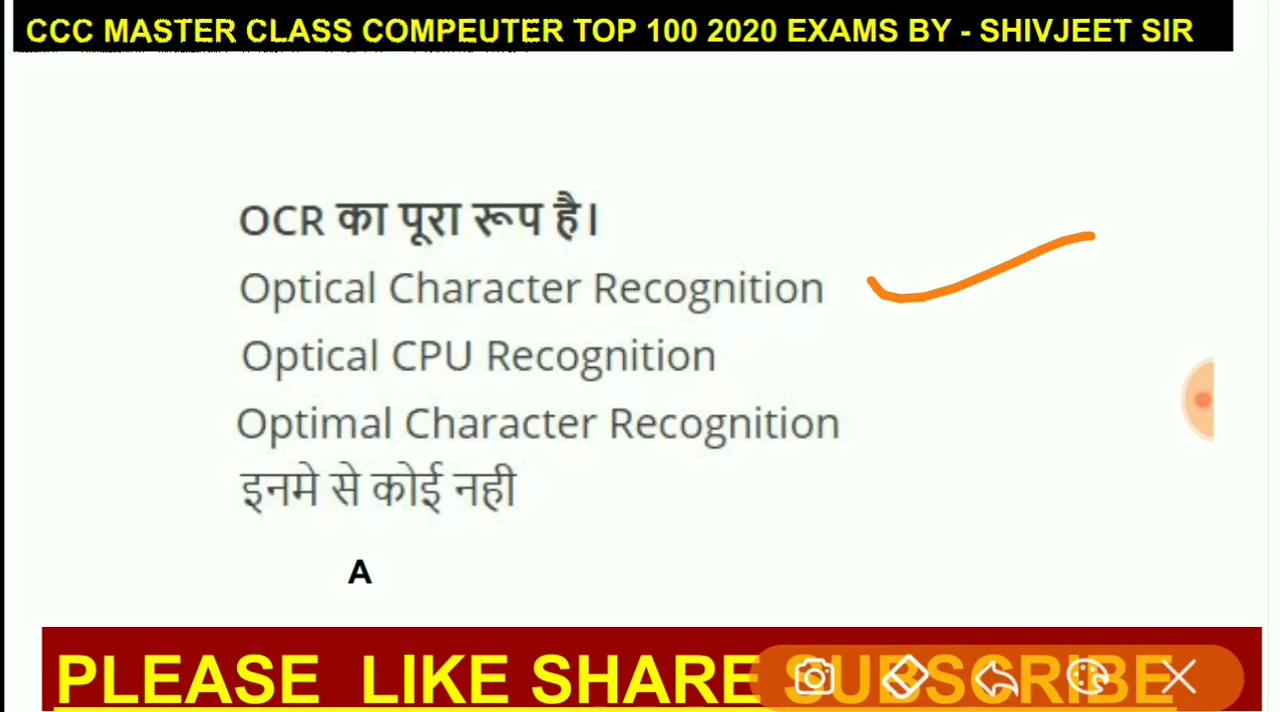 CCC MASTER CLASS COMPEUTER TOP 100 2020 EXAMS BY - SHIVJEET SIR
OCR का पूरा रूप है।
Optical Character Recognition
Optical CPU Recognition
Optimal Character Recognition
इनमे से कोई नही
A
PLEASE LIKE SHARE SUBSCRIBE